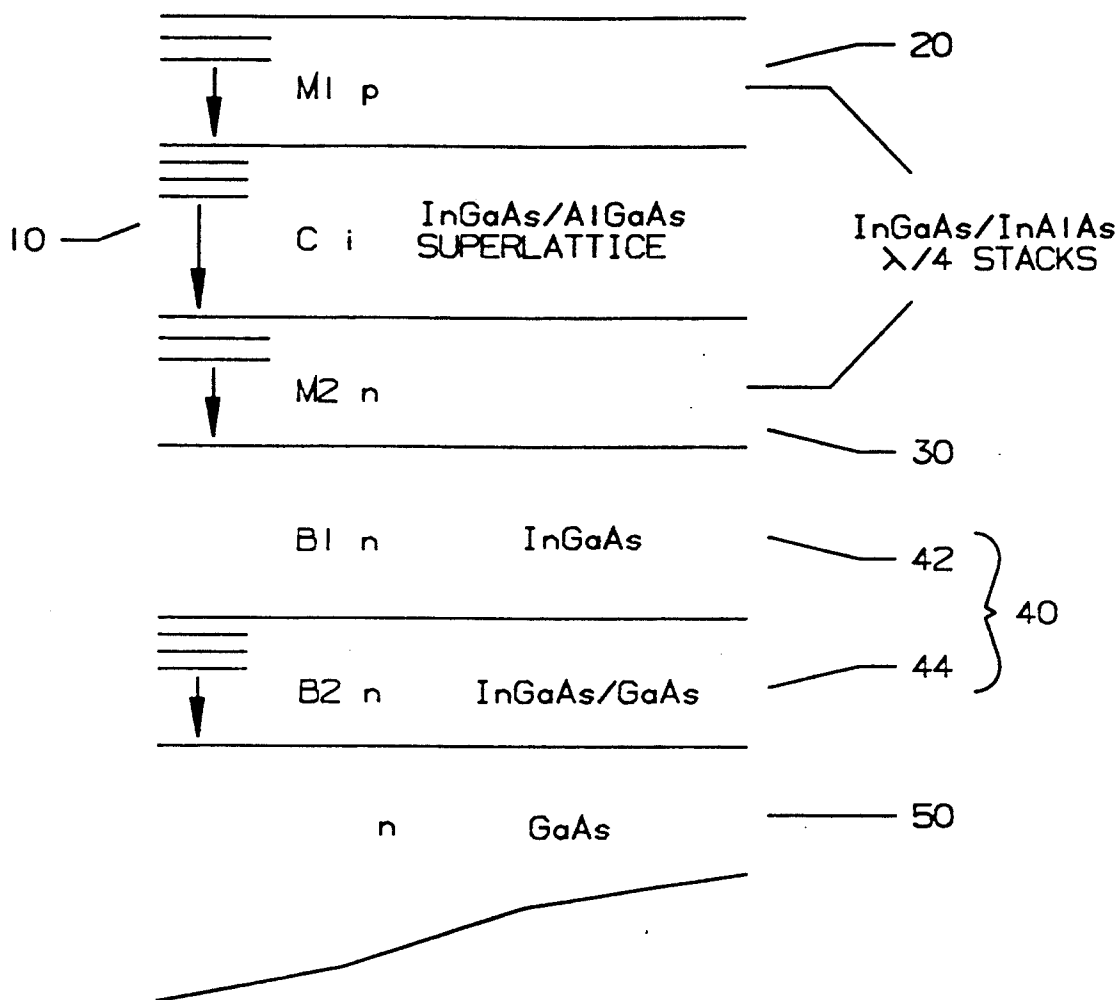 20
M1 p
10
C i
InGaAs/AlGaAs
SUPERLATTICE
InGaAs/InAlAs
λ/4 STACKS
M2 n
30
B1 n
InGaAs
42
40
B2 n
InGaAs/GaAs
44
n
GaAs
50